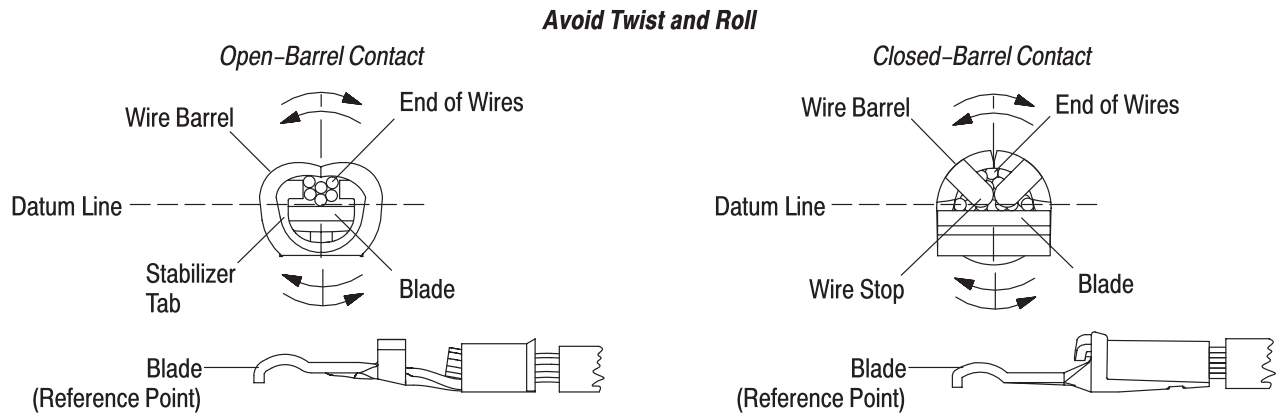 Avoid Twist and Roll
Open–Barrel Contact
Wire Barrel
End of Wires
Datum Line
Stabilizer
Tab
Blade
Blade
(Reference Point)
Closed–Barrel Contact
Wire Barrel
End of Wires
Datum Line
Wire Stop
Blade
Blade
(Reference Point)